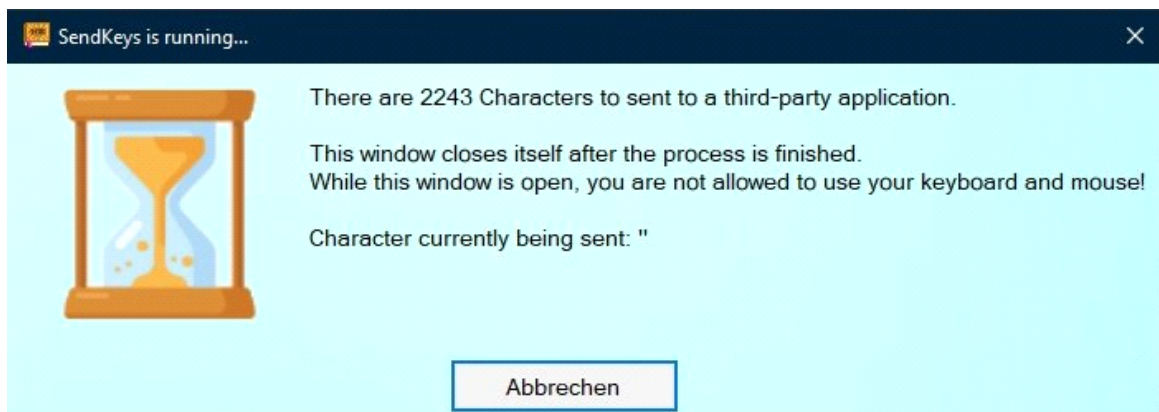 SendKeys is running...
There are 2243 Characters to sent to a third-party application.
This window closes itself after the process is finished.
While this window is open, you are not allowed to use your keyboard and mouse!
Character currently being sent: "
Abbrechen